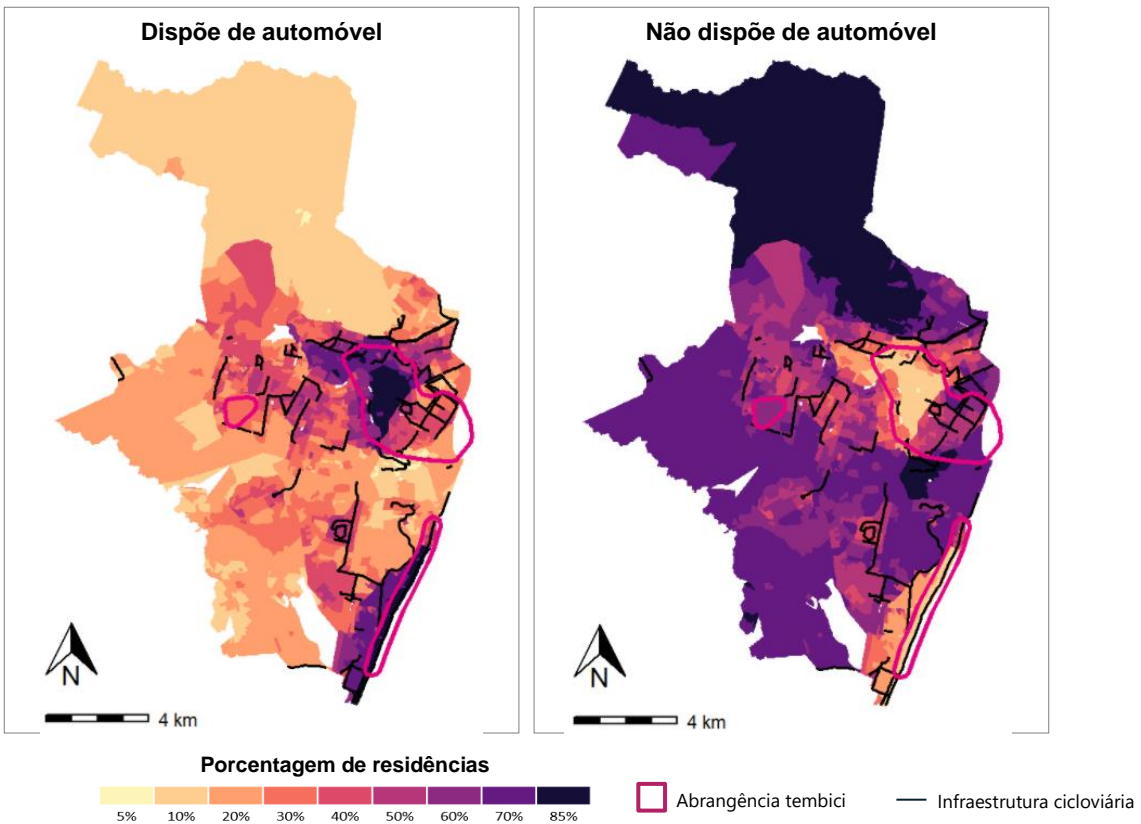 Dispõe de automóvel
Não dispõe de automóvel
N
4 km
N
4 km
Porcentagem de residências
5% 10% 20% 30% 40% 50% 60% 70% 85%
Abrangência tembici
Infraestrutura cicloviária